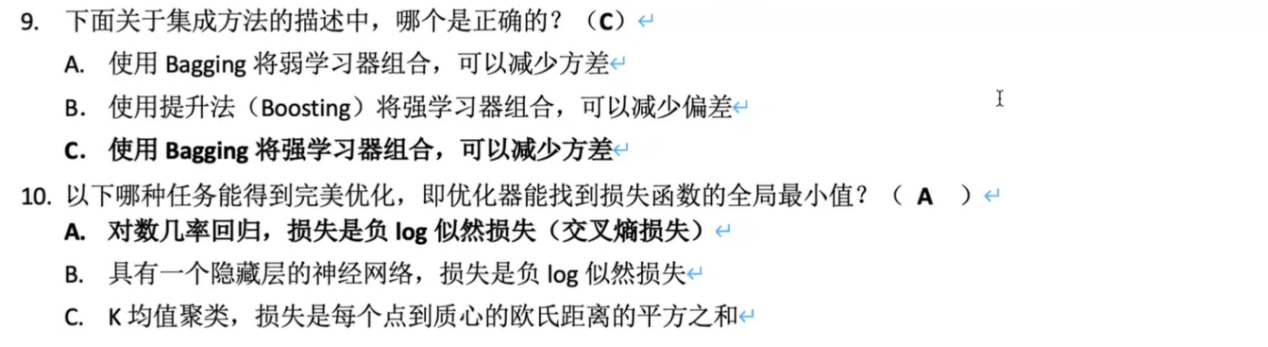 9. 下面关于集成方法的描述中，哪个是正确的？（C）
A. 使用 Bagging 将弱学习器组合，可以减少方差
B. 使用提升法（Boosting）将强学习器组合，可以减少偏差
C. 使用 Bagging 将强学习器组合，可以减少方差
10. 以下哪种任务能得到完美优化，即优化器能找到损失函数的全局最小值？（ A ）
A. 对数几率回归，损失是负 log 似然损失（交叉熵损失）
B. 具有一个隐藏层的神经网络，损失是负 log 似然损失
C. K 均值聚类，损失是每个点到质心的欧氏距离的平方之和